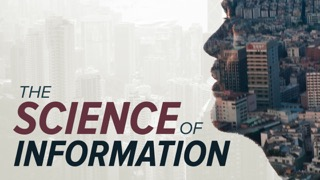 THE
SCIENCE OF
INFORMATION